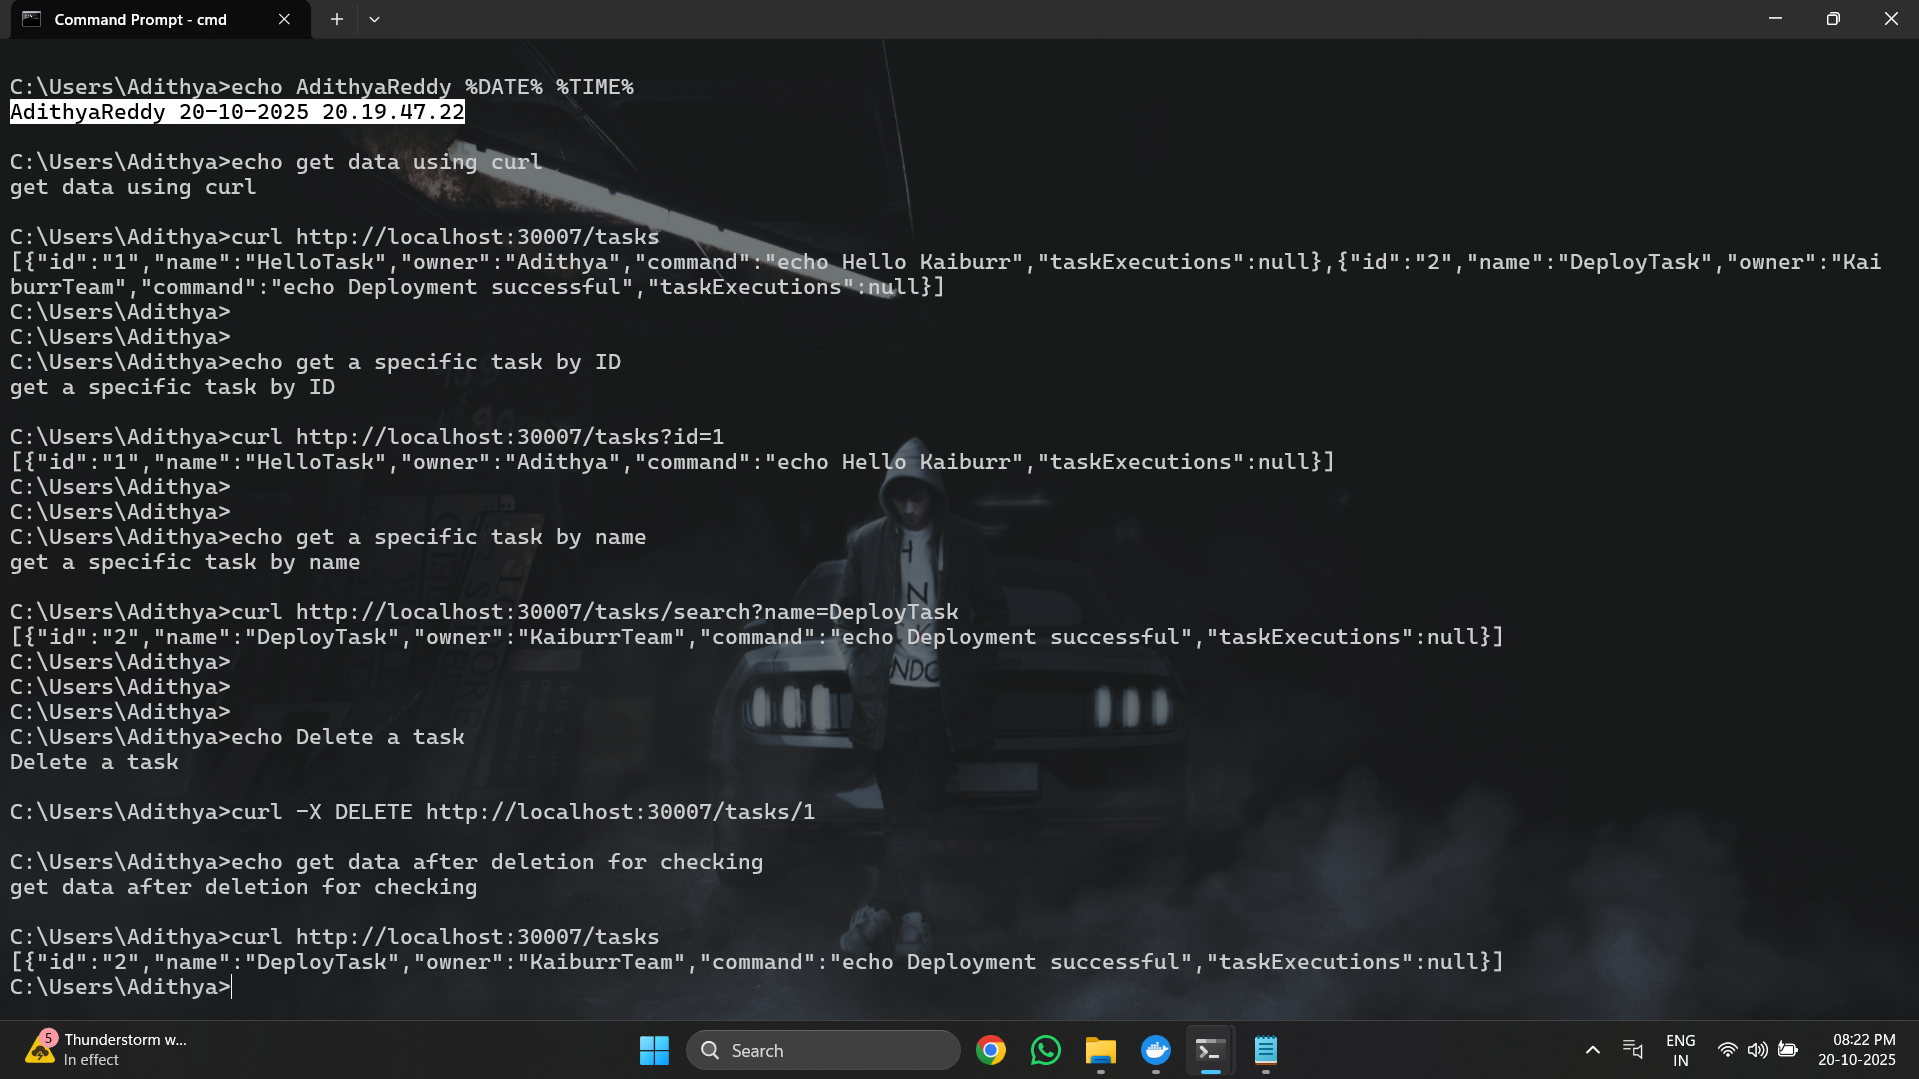 Command Prompt - cmd
C:\Users\Adithya>echo AdithyaReddy %DATE% %TIME%
AdithyaReddy 20-10-2025 20.19.47.22
C:\Users\Adithya>echo get data using curl
get data using curl
C:\Users\Adithya>curl http://localhost:30007/tasks
[{"id":"1","name":"HelloTask","owner":"Adithya","command":"echo Hello Kaiburr","taskExecutions":null},{"id":"2","name":"DeployTask","owner":"Kai
burrTeam","command":"echo Deployment successful","taskExecutions":null}]
C:\Users\Adithya>
C:\Users\Adithya>
C:\Users\Adithya>echo get a specific task by ID
get a specific task by ID
C:\Users\Adithya>curl http://localhost:30007/tasks?id=1
[{"id":"1","name":"HelloTask","owner":"Adithya","command":"echo Hello Kaiburr","taskExecutions":null}]
C:\Users\Adithya>
C:\Users\Adithya>
C:\Users\Adithya>echo get a specific task by name
get a specific task by name
C:\Users\Adithya>curl http://localhost:30007/tasks/search?name=DeployTask
[{"id":"2","name":"DeployTask","owner":"KaiburrTeam","command":"echo Deployment successful","taskExecutions":null}]
C:\Users\Adithya>
C:\Users\Adithya>
C:\Users\Adithya>
C:\Users\Adithya>echo Delete a task
Delete a task
C:\Users\Adithya>curl -X DELETE http://localhost:30007/tasks/1
C:\Users\Adithya>echo get data after deletion for checking
get data after deletion for checking
C:\Users\Adithya>curl http://localhost:30007/tasks
[{"id":"2","name":"DeployTask","owner":"KaiburrTeam","command":"echo Deployment successful","taskExecutions":null}]
C:\Users\Adithya>
5
Thunderstorm w...
In effect
Search
ENG
IN
08:22 PM
20-10-2025